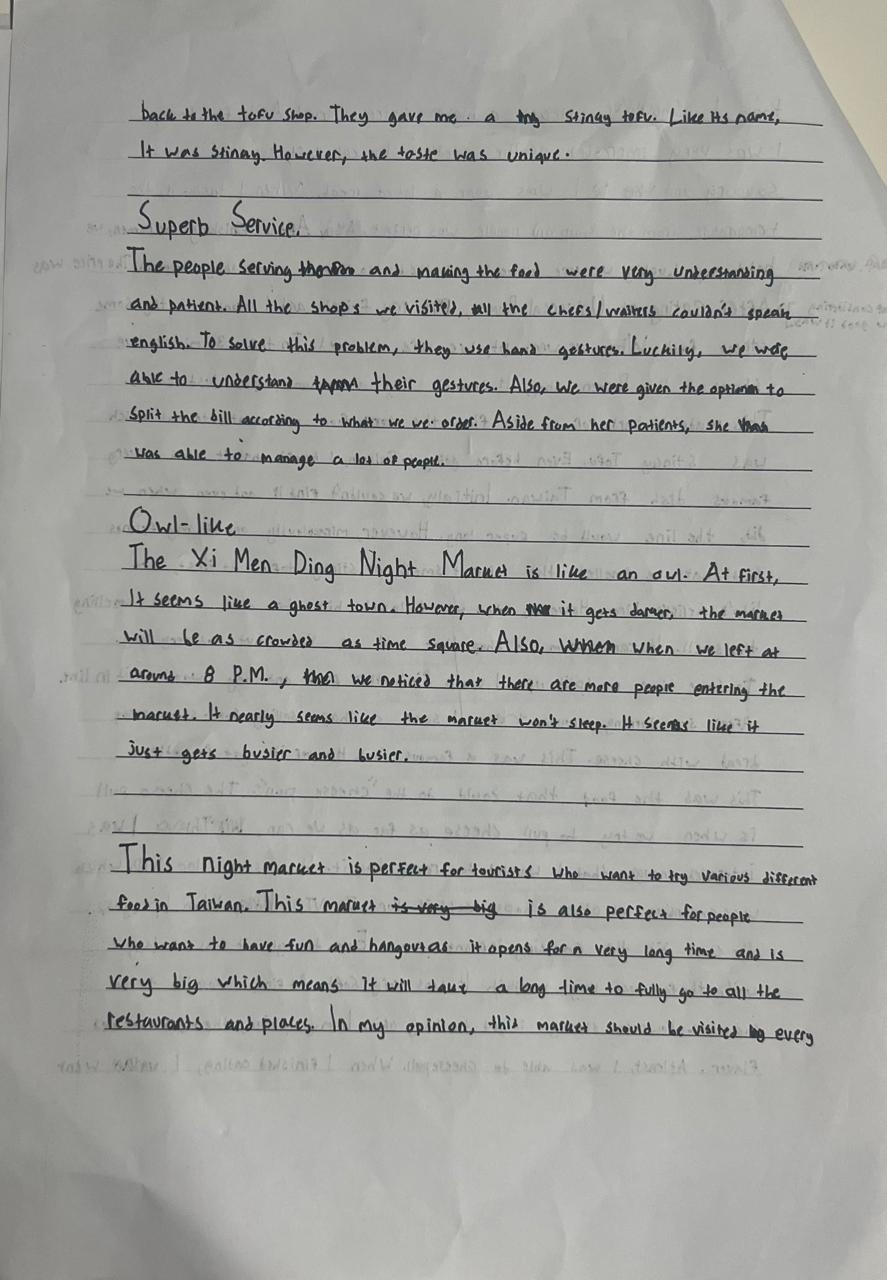 back to the tofu shop. They gave me a stinay tofu. Like its name,
It was stinay. However, the taste was unique.
Superb Service.
The people serving and making the food were very understanding
and patient. All the shops we visited, all the chefs/waiters couldn't speak
english. To solve this problem, they use hand gestures. Luckily, we were
able to understand their gestures. Also, we were given the option to
split the bill according to what we we order. Aside from her patients, she
was able to manage a lot of people.
Owl-like
The Xi Men Ding Night Market is like an owl. At first,
It seems like a ghost town. However, when it gets darker, the market
will be as crowded as time square. Also, when we left at
around 8 P.M., we noticed that there are more people entering the
market. It nearly seems like the market won't sleep. It seems like it
just gets busier and busier.
This night market is perfect for tourists who want to try various different
food in Taiwan. This market is very big is also perfect for people
who want to have fun and hangout as it opens for a very long time and is
very big which means it will take a long time to fully go to all the
restaurants and places. In my opinion, this market should be visited by every